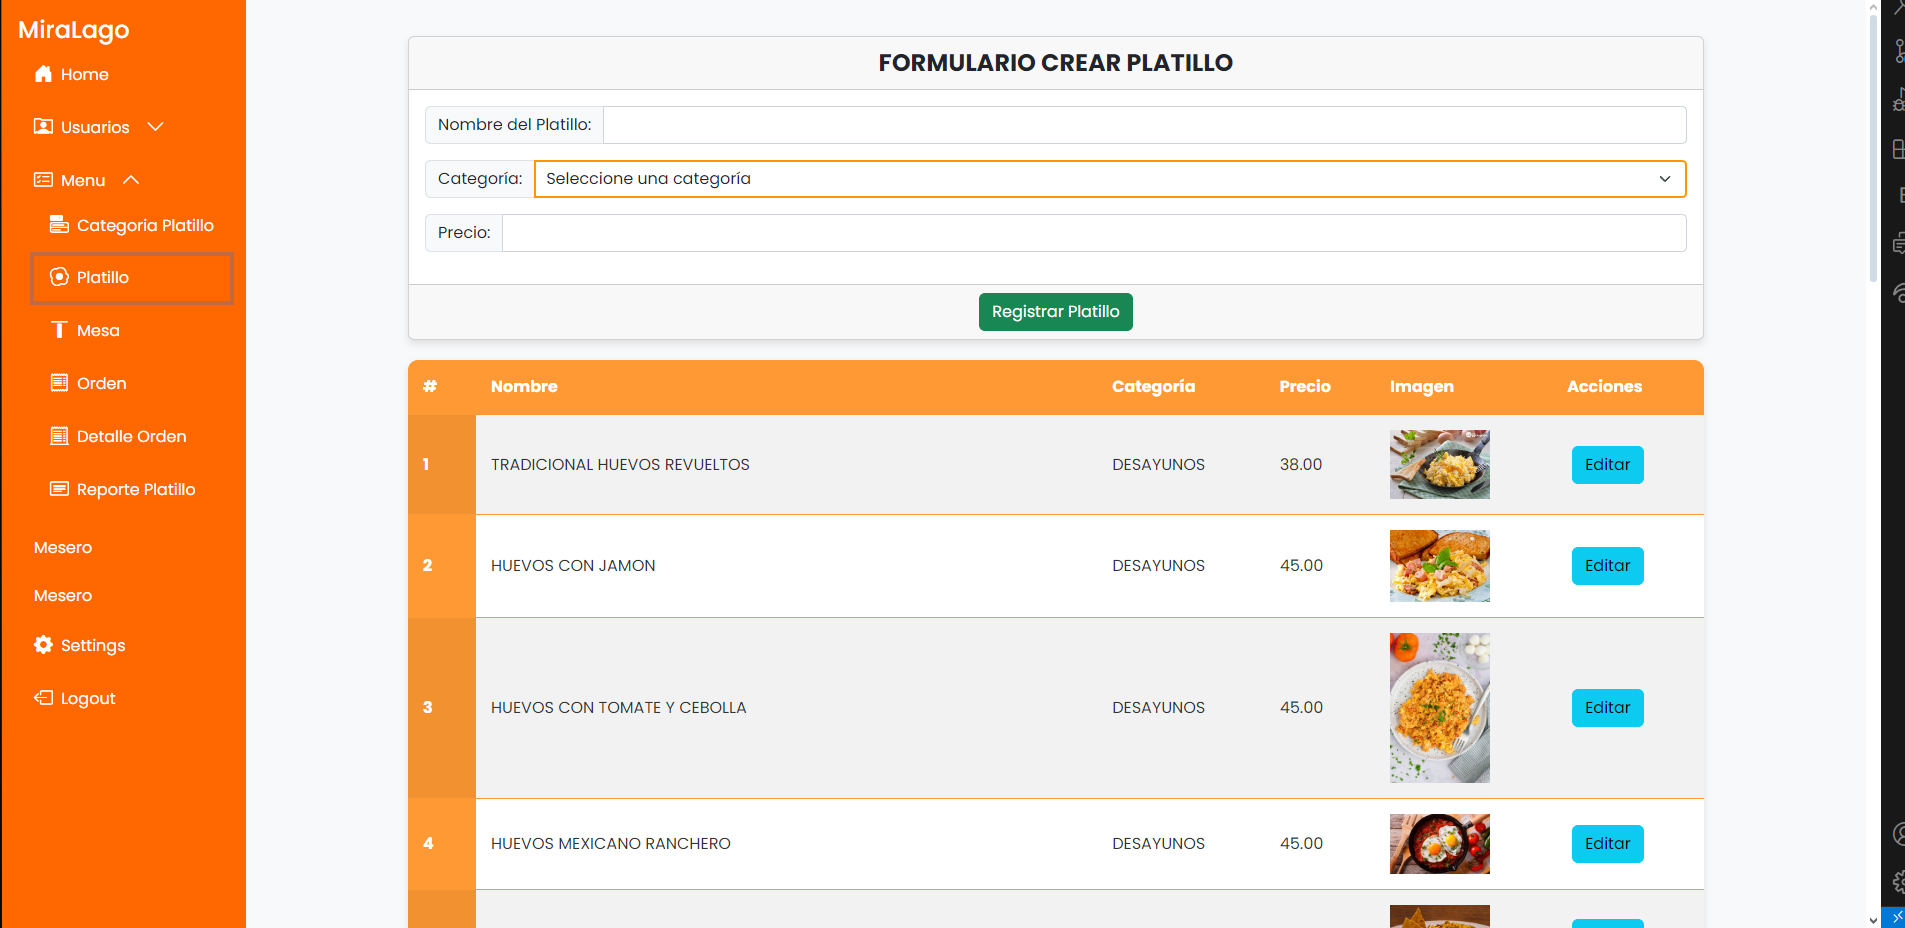 MiraLago
Home
Usuarios
Menu
Categoria Platillo
Platillo
Mesa
Orden
Detalle Orden
Reporte Platillo
Mesero
Mesero
Settings
Logout
FORMULARIO CREAR PLATILLO
Nombre del Platillo:
Categoría: Seleccione una categoría
Precio:
Registrar Platillo
# Nombre Categoría Precio Imagen Acciones
1 TRADICIONAL HUEVOS REVUELTOS DESAYUNOS 38.00 Editar
2 HUEVOS CON JAMON DESAYUNOS 45.00 Editar
3 HUEVOS CON TOMATE Y CEBOLLA DESAYUNOS 45.00 Editar
4 HUEVOS MEXICANO RANCHERO DESAYUNOS 45.00 Editar